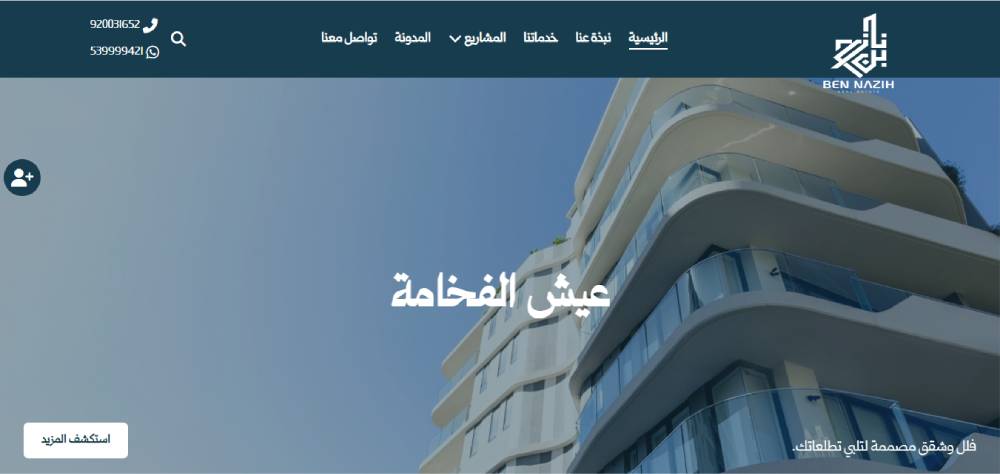 بن نازيه
BEN NAZIH
REAL ESTATE
الرئيسية
نبذة عنا
خدماتنا
المشاريع
المدونة
تواصل معنا
920031652
539999421
عيش الفخامة
فلل وشقق مصممة لتلبي تطلعاتك.
استكشف المزيد